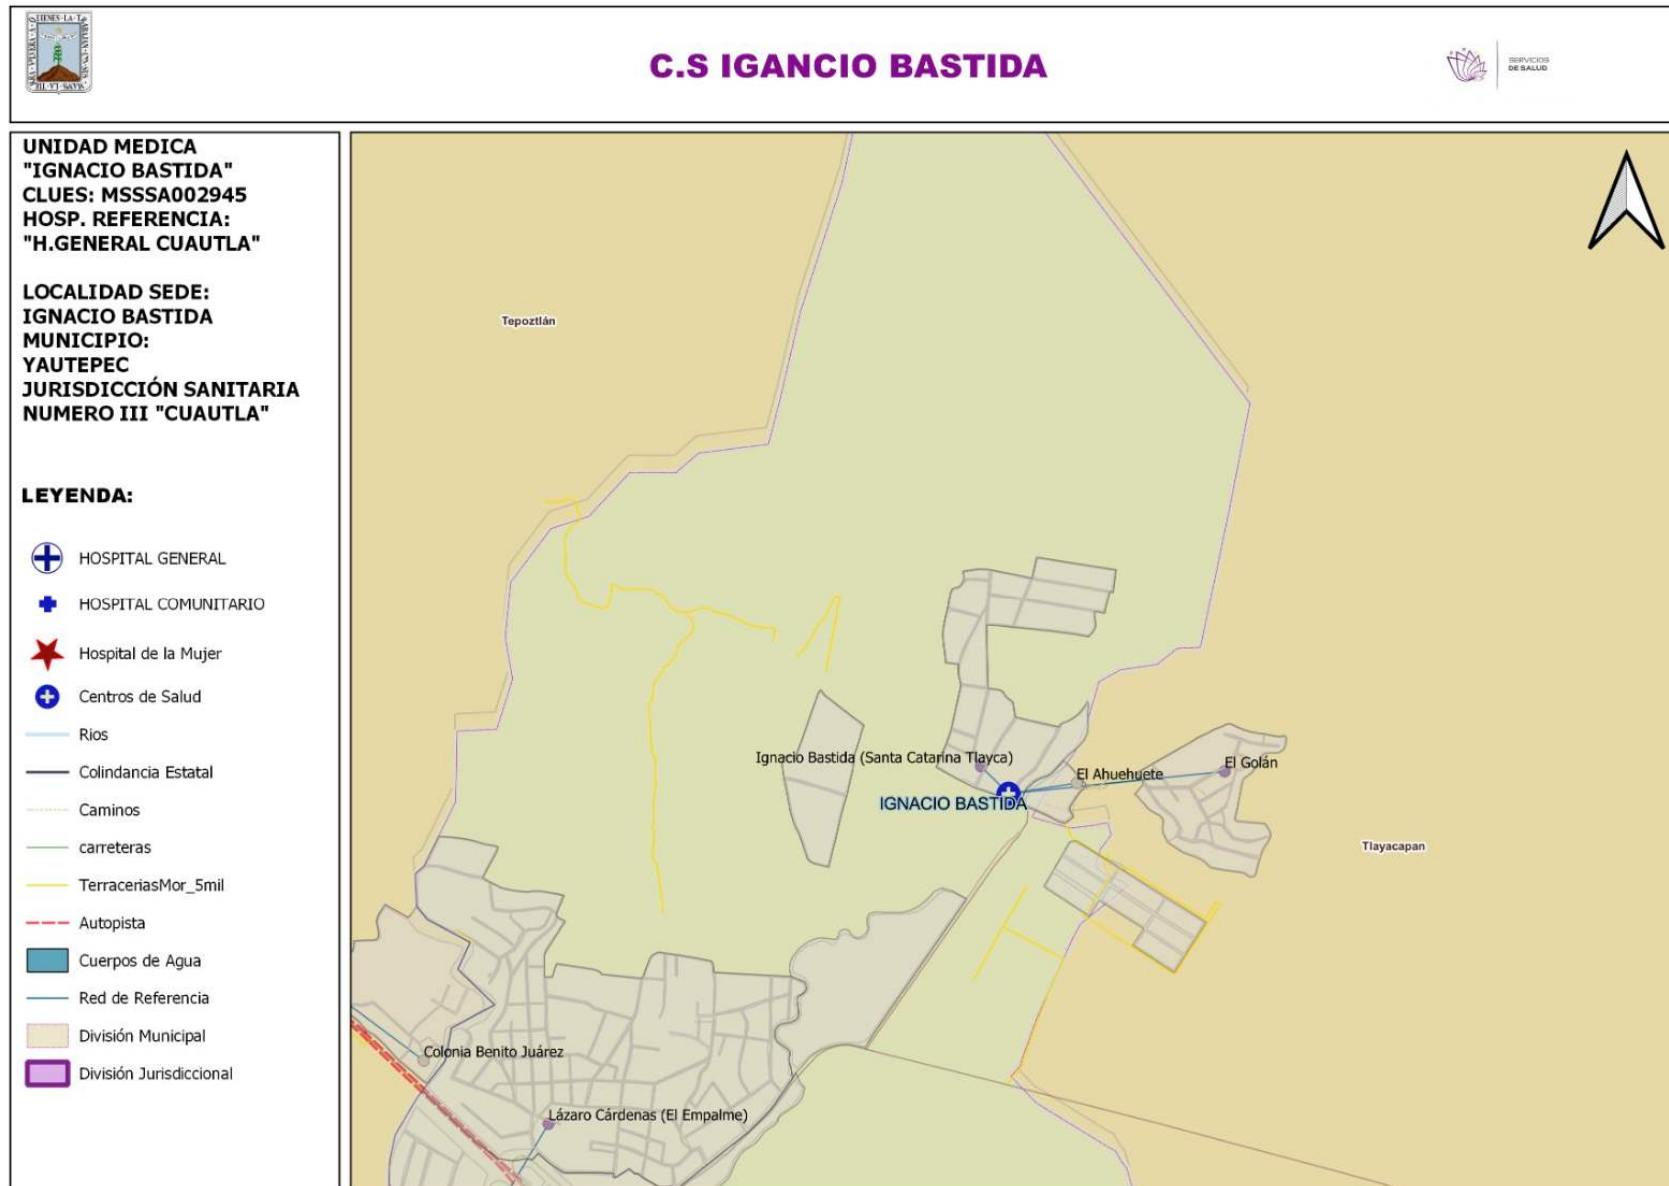 C.S IGANCIO BASTIDA
SERVICIOS
DE SALUD
UNIDAD MEDICA
"IGNACIO BASTIDA"
CLUES: MSSSA002945
HOSP. REFERENCIA:
"H.GENERAL CUAUTLA"
LOCALIDAD SEDE:
IGNACIO BASTIDA
MUNICIPIO:
YAUTEPEC
JURISDICCIÓN SANITARIA
NUMERO III "CUAUTLA"
LEYENDA:
HOSPITAL GENERAL
HOSPITAL COMUNITARIO
Hospital de la Mujer
Centros de Salud
Rios
Colindancia Estatal
Caminos
carreteras
TerraceriasMor_5mil
Autopista
Cuerpos de Agua
Red de Referencia
División Municipal
División Jurisdiccional
Tepoztlán
Ignacio Bastida (Santa Catarina Tlayca)
El Golán
El Ahuehuete
IGNACIO BASTIDA
Tlayacapan
Colonia Benito Juárez
Lázaro Cárdenas (El Empalme)